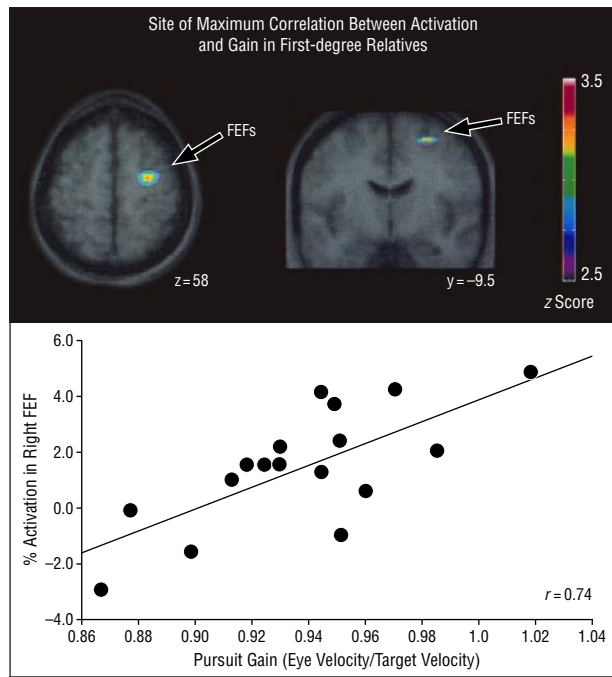 Site of Maximum Correlation Between Activation
and Gain in First-degree Relatives
FEFs
FEFs
z=58
y=–9.5
3.5
2.5
z Score
6.0
4.0
2.0
0.0
–2.0
–4.0
% Activation in Right FEF
r=0.74
0.86 0.88 0.90 0.92 0.94 0.96 0.98 1.0 1.02 1.04
Pursuit Gain (Eye Velocity/Target Velocity)